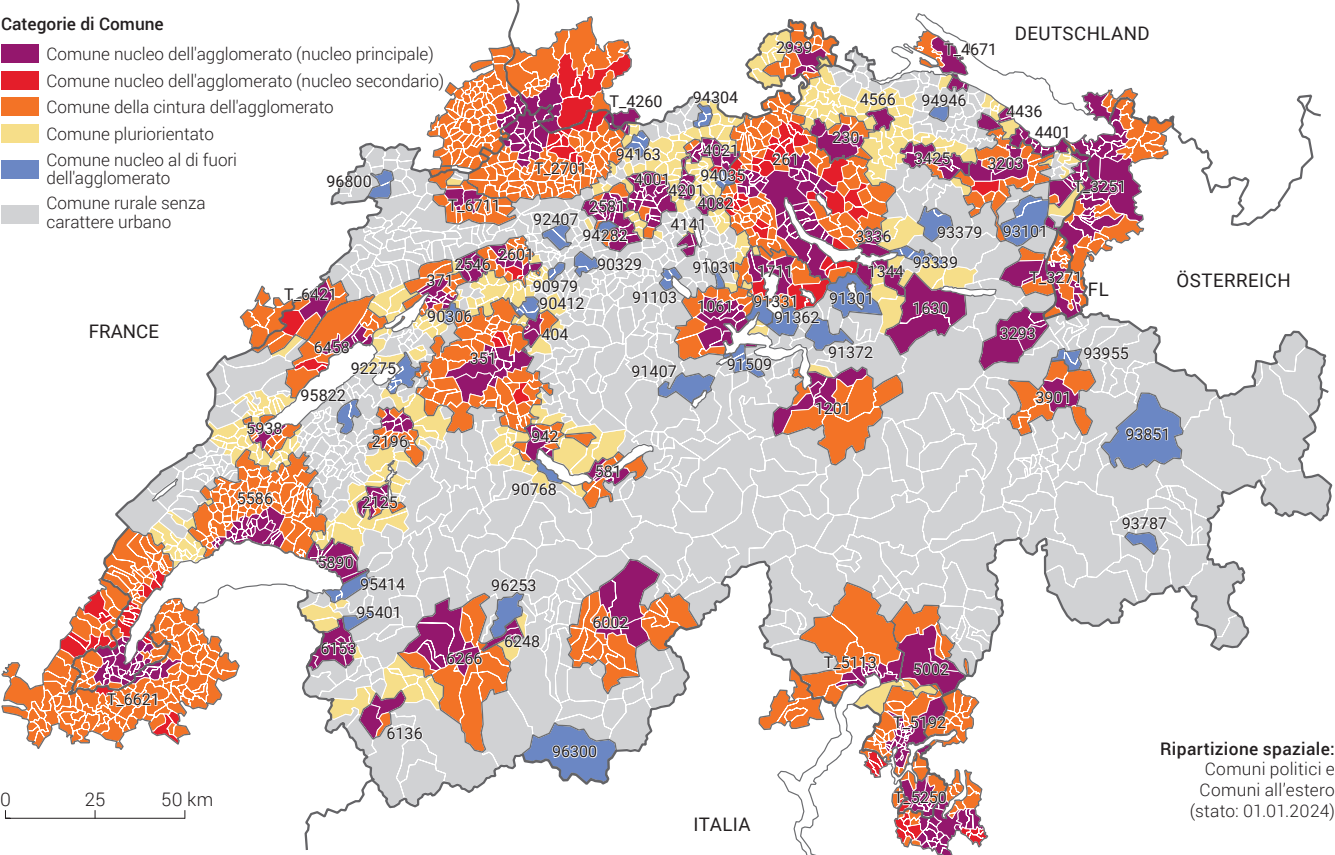 Categorie di Comune
Comune nucleo dell'agglomerato (nucleo principale)
Comune nucleo dell'agglomerato (nucleo secondario)
Comune della cintura dell'agglomerato
Comune pluriorientato
Comune nucleo al di fuori
dell'agglomerato
Comune rurale senza
carattere urbano
DEUTSCHLAND
2939
T_4671
T_4260
94304
4566
94946
4436
230
4401
94163
4021
261
3425
3203
T_2701
94035
96800
4001
4201
T_3251
T_6711
2581
4082
92407
4141
94282
3336
93379
93101
2601
2546
90329
91031
93339
371
1711
1344
T_3271
ÖSTERREICH
T_6421
90979
91103
FL
90412
1061
91331
91301
1630
90306
91362
FRANCE
404
6458
3293
351
91372
93955
92275
91509
91407
95822
3901
1201
5938
942
93851
2196
581
90768
5586
2125
93787
5890
95414
96253
95401
6002
6153
6248
6266
T_5113
5002
T_6621
T_5192
6136
96300
Ripartizione spaziale:
Comuni politici e
Comuni all'estero
(stato: 01.01.2024)
0 25 50 km
T_5250
ITALIA